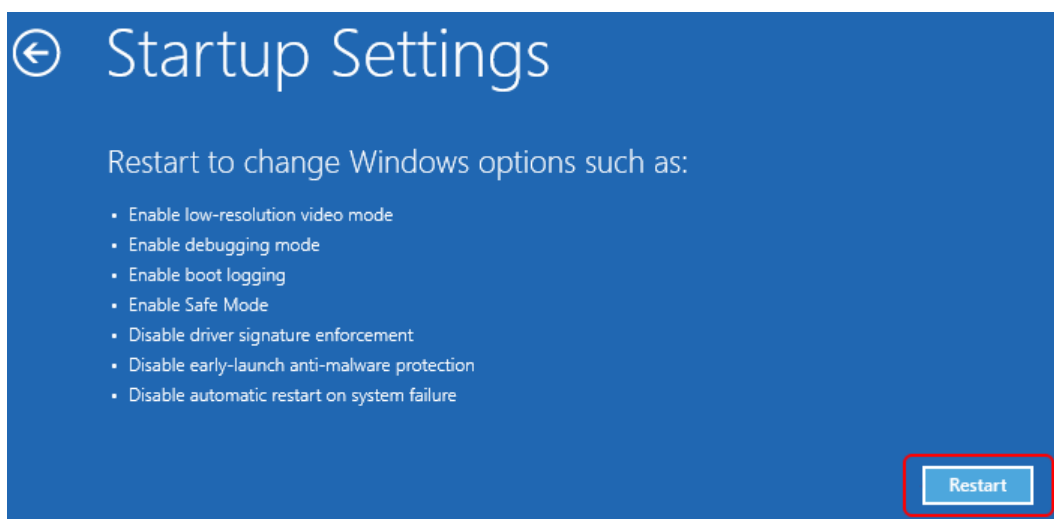 Startup Settings
Restart to change Windows options such as:
▪ Enable low-resolution video mode
▪ Enable debugging mode
▪ Enable boot logging
▪ Enable Safe Mode
▪ Disable driver signature enforcement
▪ Disable early-launch anti-malware protection
▪ Disable automatic restart on system failure
Restart